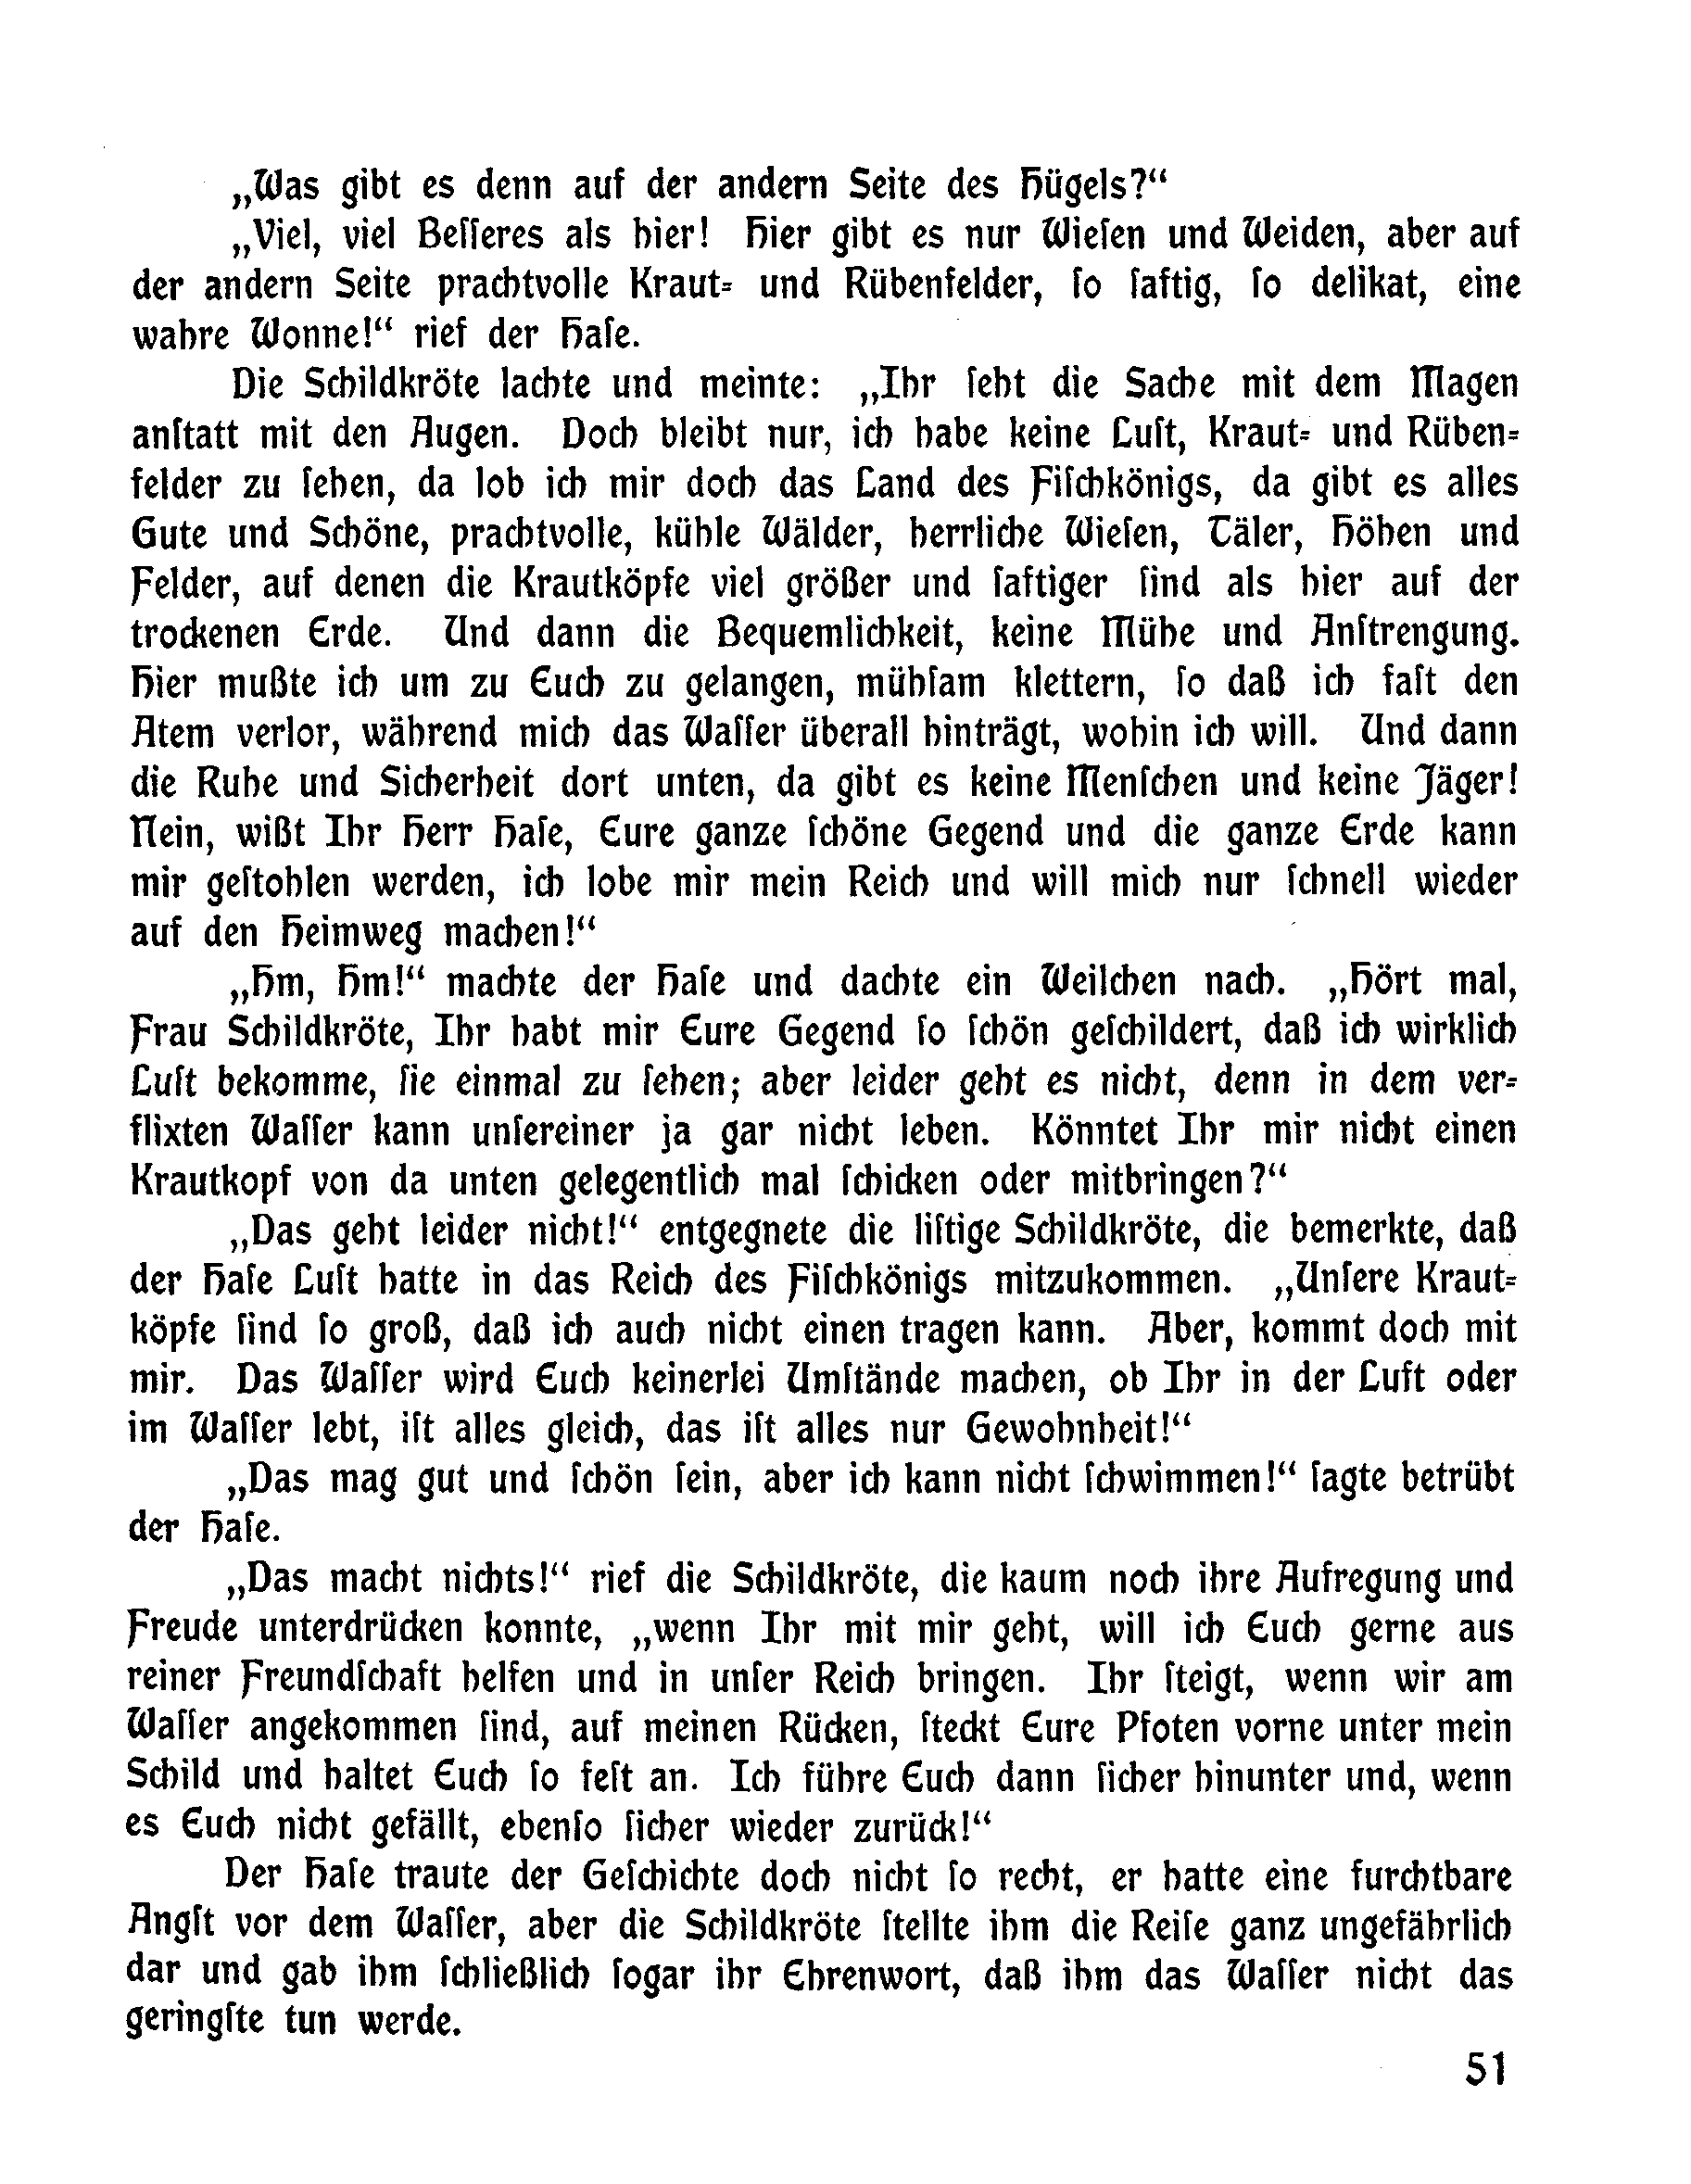 „Was gibt es denn auf der andern Seite des Hügels?“
„Viel, viel Beſſeres als hier! Hier gibt es nur Wieſen und Weiden, aber auf
der andern Seite prachtvolle Kraut= und Rübenfelder, ſo ſaftig, ſo delikat, eine
wahre Wonne!“ rief der Haſe.
Die Schildkröte lachte und meinte: „Ihr ſeht die Sache mit dem Magen
anſtatt mit den Augen. Doch bleibt nur, ich habe keine Luſt, Kraut= und Rüben=
felder zu ſehen, da lob ich mir doch das Land des Fiſchkönigs, da gibt es alles
Gute und Schöne, prachtvolle, kühle Wälder, herrliche Wieſen, Täler, Höhen und
Felder, auf denen die Krautköpfe viel größer und ſaftiger ſind als hier auf der
trockenen Erde. Und dann die Bequemlichkeit, keine Mühe und Anſtrengung.
Hier mußte ich um zu Euch zu gelangen, mühſam klettern, ſo daß ich faſt den
Atem verlor, während mich das Waſſer überall hinträgt, wohin ich will. Und dann
die Ruhe und Sicherheit dort unten, da gibt es keine Menſchen und keine Jäger!
Nein, wißt Ihr Herr Haſe, Eure ganze ſchöne Gegend und die ganze Erde kann
mir geſtohlen werden, ich lobe mir mein Reich und will mich nur ſchnell wieder
auf den Heimweg machen!“
„Hm, Hm!“ machte der Haſe und dachte ein Weilchen nach. „Hört mal,
Frau Schildkröte, Ihr habt mir Eure Gegend ſo ſchön geſchildert, daß ich wirklich
Luſt bekomme, ſie einmal zu ſehen; aber leider geht es nicht, denn in dem ver=
flixten Waſſer kann unſereiner ja gar nicht leben. Könntet Ihr mir nicht einen
Krautkopf von da unten gelegentlich mal ſchicken oder mitbringen?“
„Das geht leider nicht!“ entgegnete die liſtige Schildkröte, die bemerkte, daß
der Haſe Luſt hatte in das Reich des Fiſchkönigs mitzukommen. „Unſere Kraut=
köpfe ſind ſo groß, daß ich auch nicht einen tragen kann. Aber, kommt doch mit
mir. Das Waſſer wird Euch keinerlei Umſtände machen, ob Ihr in der Luft oder
im Waſſer lebt, iſt alles gleich, das iſt alles nur Gewohnheit!“
„Das mag gut und ſchön ſein, aber ich kann nicht ſchwimmen!“ ſagte betrübt
der Haſe.
„Das macht nichts!“ rief die Schildkröte, die kaum noch ihre Aufregung und
Freude unterdrücken konnte, „wenn Ihr mit mir geht, will ich Euch gerne aus
reiner Freundſchaft helfen und in unſer Reich bringen. Ihr ſteigt, wenn wir am
Waſſer angekommen ſind, auf meinen Rücken, ſteckt Eure Pfoten vorne unter mein
Schild und haltet Euch ſo feſt an. Ich führe Euch dann ſicher hinunter und, wenn
es Euch nicht gefällt, ebenſo ſicher wieder zurück!“
Der Haſe traute der Geſchichte doch nicht ſo recht, er hatte eine furchtbare
Angſt vor dem Waſſer, aber die Schildkröte ſtellte ihm die Reiſe ganz ungefährlich
dar und gab ihm ſchließlich ſogar ihr Ehrenwort, daß ihm das Waſſer nicht das
geringſte tun werde.
51